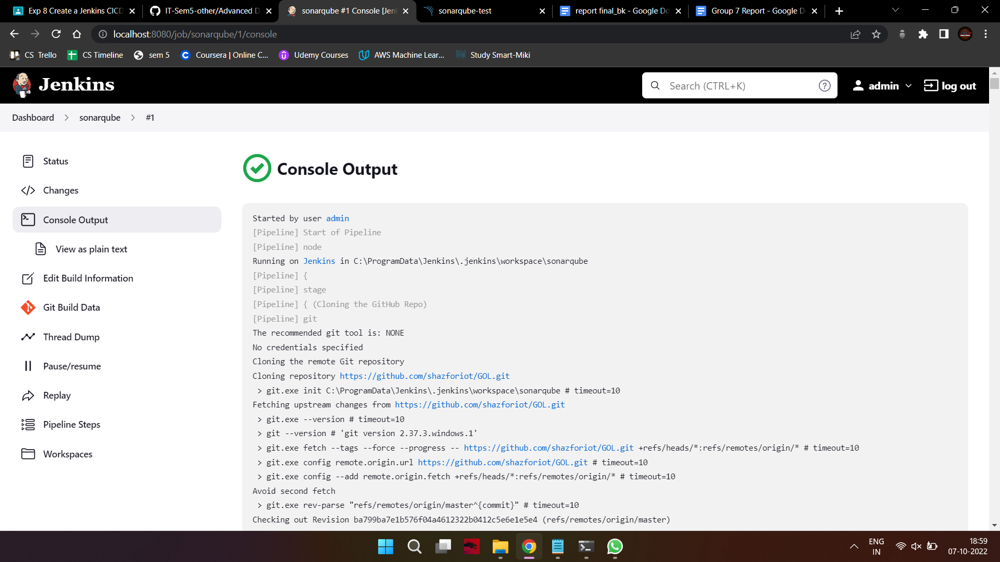 Exp 8 Create a Jenkins CICD
IT-Sem5-other/Advanced D
sonarqube #1 Console [Jen
sonarqube-test
report final_bk - Google Do
Group 7 Report - Google D
localhost:8080/job/sonarqube/1/console
CS Trello
CS Timeline
sem 5
Coursera | Online C...
Udemy Courses
AWS Machine Lear...
Study Smart-Miki
Jenkins
Search (CTRL+K)
admin
log out
Dashboard
sonarqube
#1
Status
Changes
Console Output
View as plain text
Edit Build Information
Git Build Data
Thread Dump
Pause/resume
Replay
Pipeline Steps
Workspaces
Console Output
Started by user admin
[Pipeline] Start of Pipeline
[Pipeline] node
Running on Jenkins in C:\ProgramData\Jenkins\.jenkins\workspace\sonarqube
[Pipeline] {
[Pipeline] stage
[Pipeline] { (Cloning the GitHub Repo)
[Pipeline] git
The recommended git tool is: NONE
No credentials specified
Cloning the remote Git repository
Cloning repository https://github.com/shazforiot/GOL.git
> git.exe init C:\ProgramData\Jenkins\.jenkins\workspace\sonarqube # timeout=10
Fetching upstream changes from https://github.com/shazforiot/GOL.git
> git.exe --version # timeout=10
> git --version # 'git version 2.37.3.windows.1'
> git.exe fetch --tags --force --progress -- https://github.com/shazforiot/GOL.git +refs/heads/*:refs/remotes/origin/* # timeout=10
> git.exe config remote.origin.url https://github.com/shazforiot/GOL.git # timeout=10
> git.exe config --add remote.origin.fetch +refs/heads/*:refs/remotes/origin/* # timeout=10
Avoid second fetch
> git.exe rev-parse "refs/remotes/origin/master^{commit}" # timeout=10
Checking out Revision ba799ba7e1b576f04a4612322b0412c5e6e1e5e4 (refs/remotes/origin/master)
ENG
IN
18:59
07-10-2022